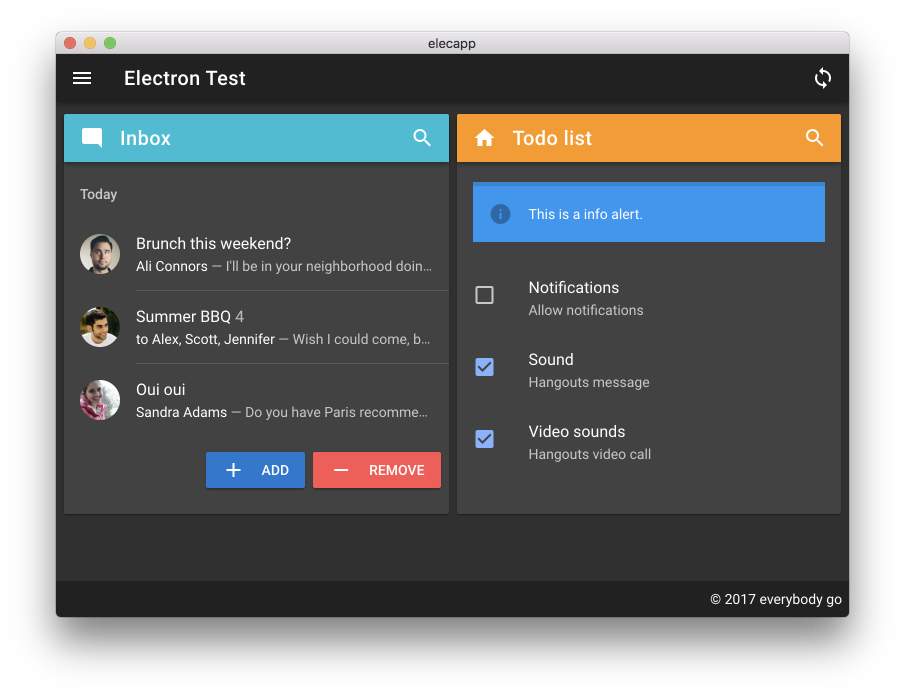 elecapp
Electron Test
Inbox
Today
Brunch this weekend?
Ali Connors — I'll be in your neighborhood doin...
Summer BBQ 4
to Alex, Scott, Jennifer — Wish I could come, b...
Oui oui
Sandra Adams — Do you have Paris recomme...
ADD
REMOVE
Todo list
This is a info alert.
Notifications
Allow notifications
Sound
Hangouts message
Video sounds
Hangouts video call
© 2017 everybody go